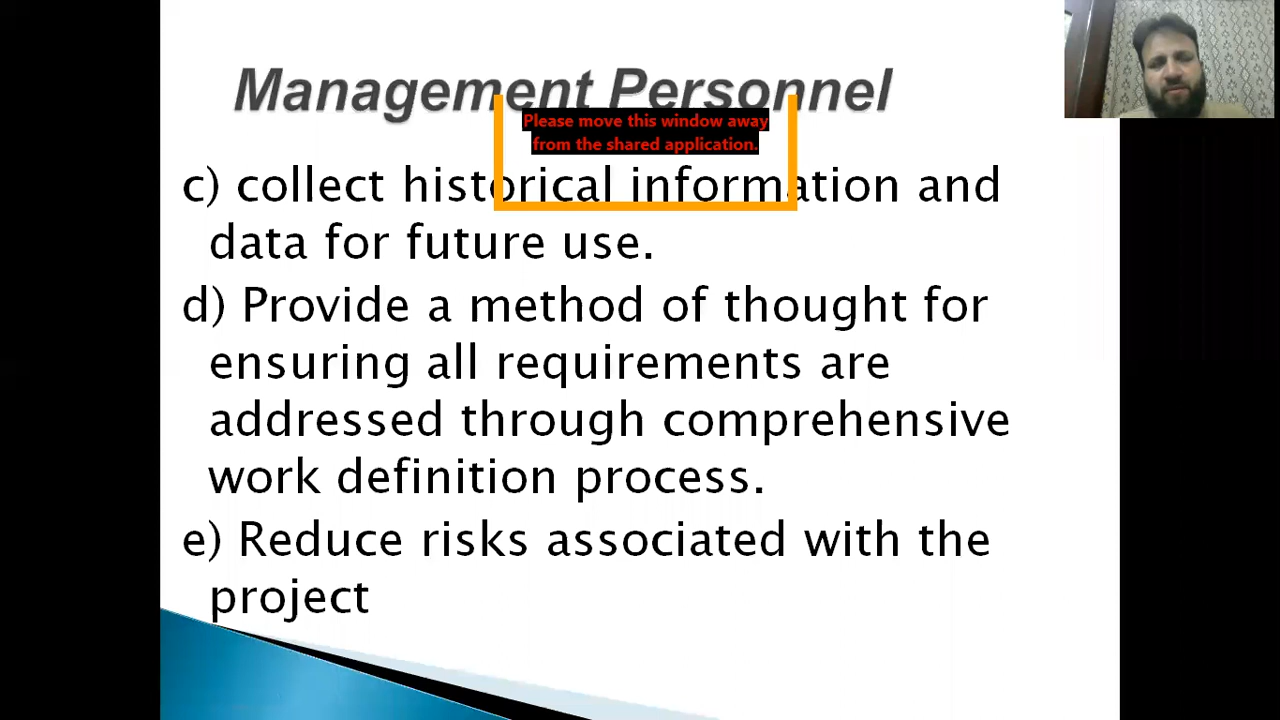 Management Personnel
Please move this window away
from the shared application.
c) collect historical information and
data for future use.
d) Provide a method of thought for
ensuring all requirements are
addressed through comprehensive
work definition process.
e) Reduce risks associated with the
project